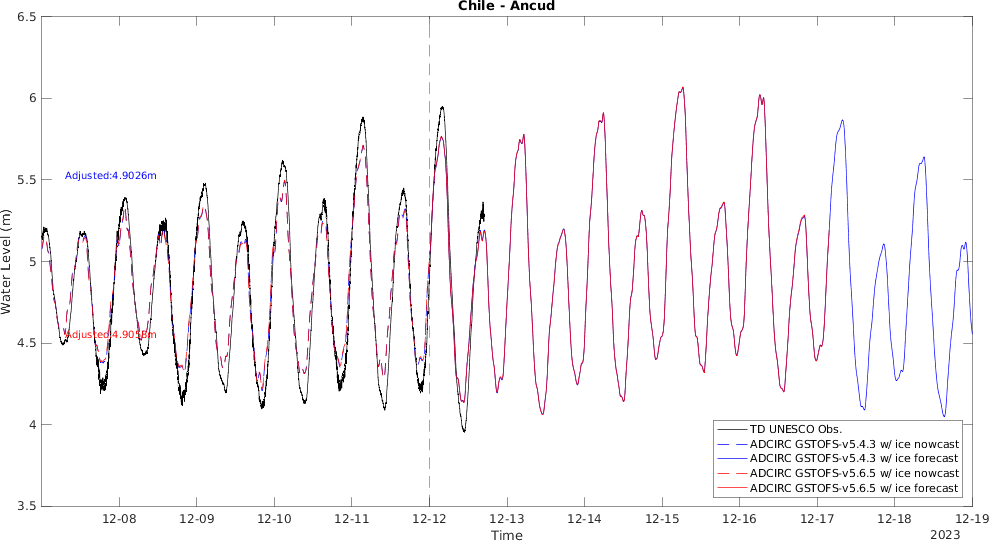 Chile - Ancud
Water Level (m)
6.5
6
5.5
5
4.5
4
3.5
Adjusted:4.9026m
Adjusted:4.9058m
TD UNESCO Obs.
ADCIRC GSTOFS-v5.4.3 w/ ice nowcast
ADCIRC GSTOFS-v5.4.3 w/ ice forecast
ADCIRC GSTOFS-v5.6.5 w/ ice nowcast
ADCIRC GSTOFS-v5.6.5 w/ ice forecast
12-08 12-09 12-10 12-11 12-12 12-13 12-14 12-15 12-16 12-17 12-18 12-19
Time
2023